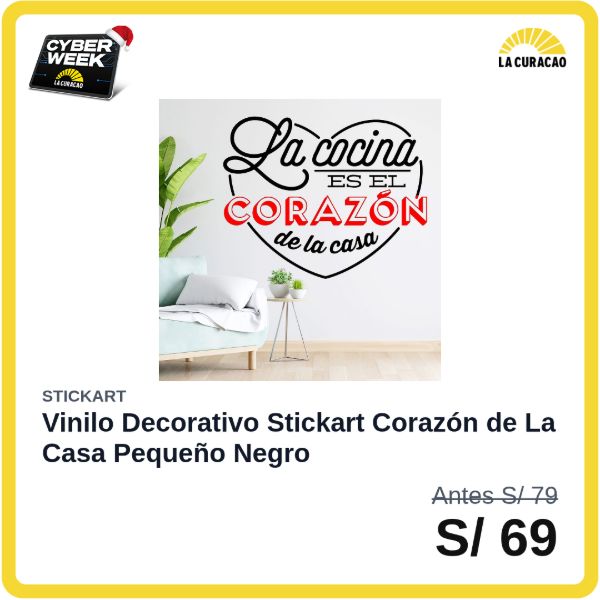 CYBER
WEEK
LA CURACAO
LA CURACAO
La cocina
ES EL
CORAZÓN
de la casa
STICKART
Vinilo Decorativo Stickart Corazón de La
Casa Pequeño Negro
Antes S/ 79
S/ 69